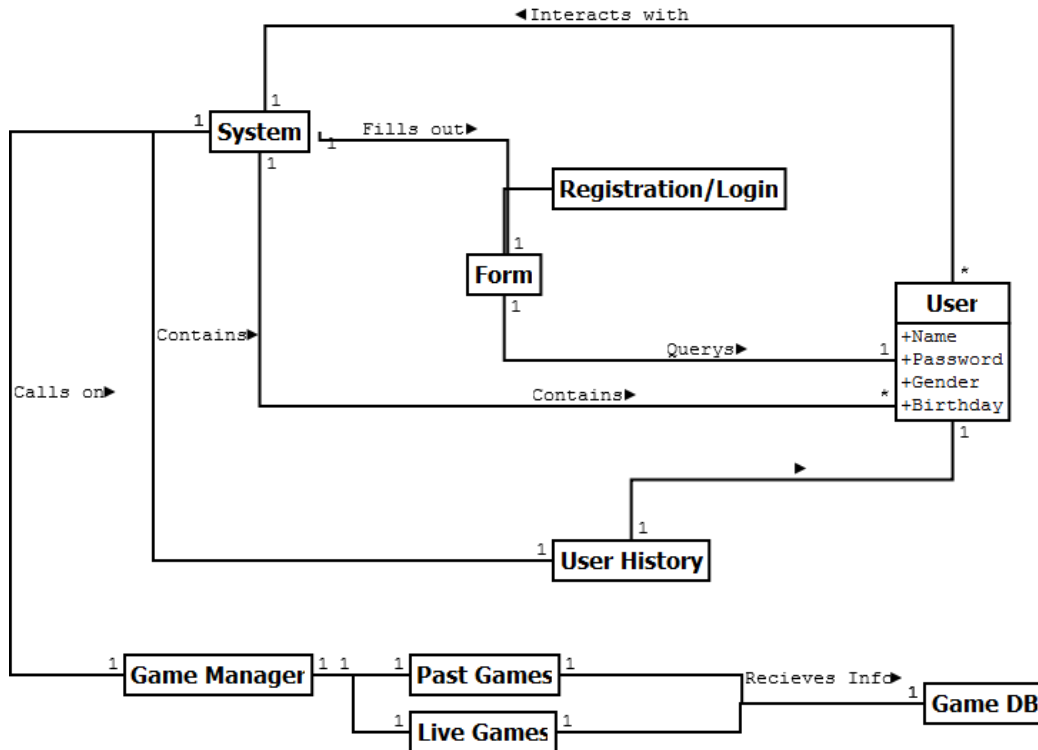 ◄Interacts with
1
1
System
1
Fills out►
1
Registration/Login
1
Form
1
*
User
+Name
+Password
+Gender
+Birthday
Contains►
Querys►
1
Calls on►
Contains►
*
1
►
1
1
User History
1
Game Manager
1
1
1
Past Games
1
Recieves Info►
1
Game DB
1
Live Games
1